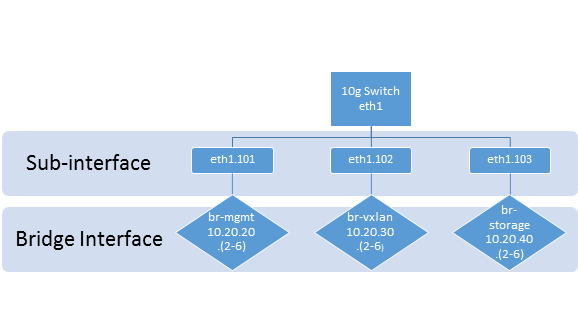 10g Switch
eth1
Sub-interface
eth1.101
eth1.102
eth1.103
Bridge Interface
br-mgmt
10.20.20
.(2-6)
br-vxlan
10.20.30
.(2-6)
br-
storage
10.20.40
.(2-6)